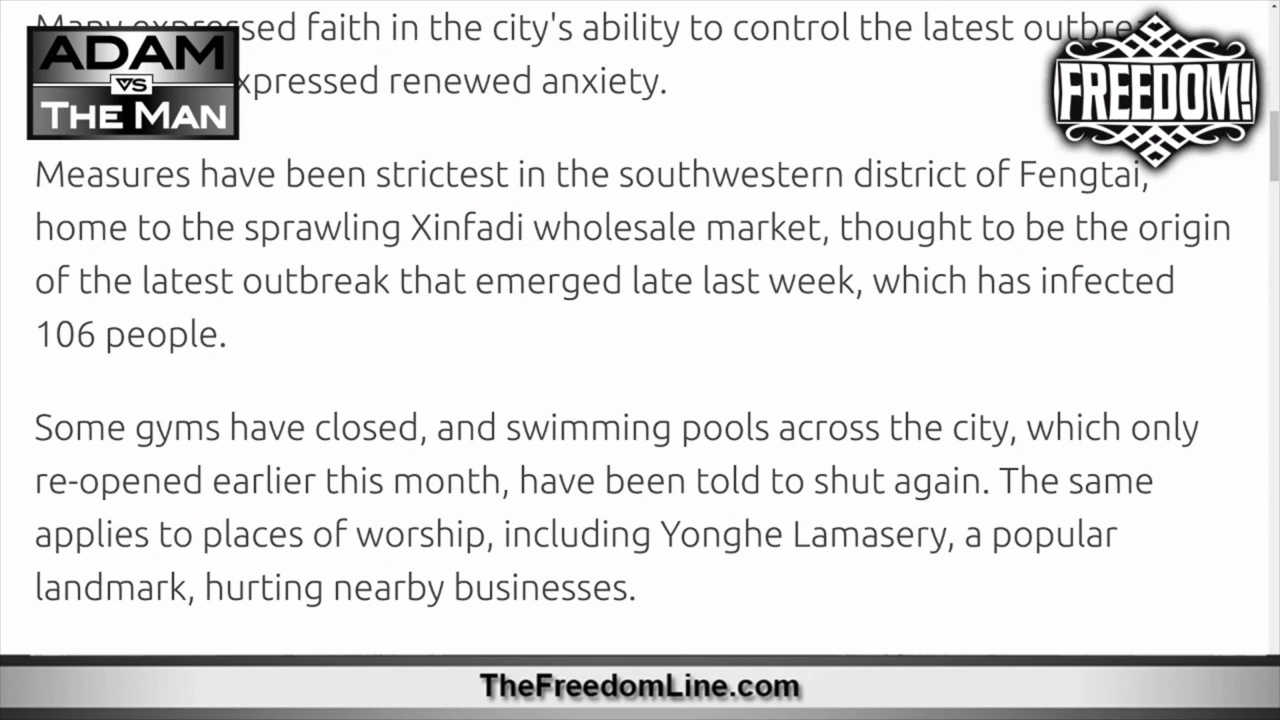 Many expressed faith in the city's ability to control the latest
expressed renewed anxiety.
ADAM
VS
THE MAN
FREEDOM!
Measures have been strictest in the southwestern district of Fengtai,
home to the sprawling Xinfadi wholesale market, thought to be the origin
of the latest outbreak that emerged late last week, which has infected
106 people.
Some gyms have closed, and swimming pools across the city, which only
re-opened earlier this month, have been told to shut again. The same
applies to places of worship, including Yonghe Lamasery, a popular
landmark, hurting nearby businesses.
TheFreedomLine.com